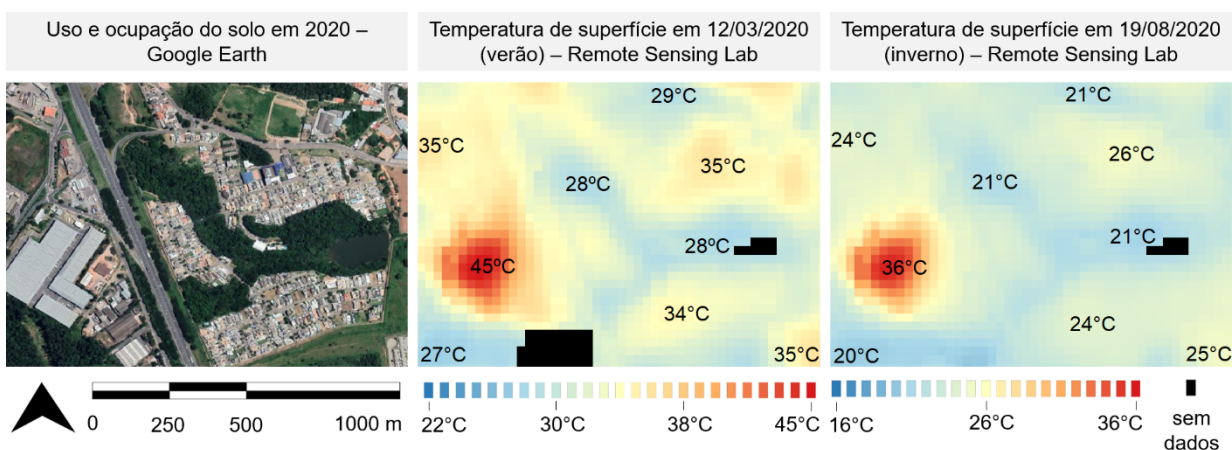 Uso e ocupação do solo em 2020 –
Google Earth
Temperatura de superfície em 12/03/2020
(verão) – Remote Sensing Lab
Temperatura de superfície em 19/08/2020
(inverno) – Remote Sensing Lab
29°C
35°C
35°C
28ºC
28ºC
45ºC
34°C
27°C
35°C
21°C
24°C
26°C
21°C
21°C
36°C
24°C
20°C
25°C
0 250 500 1000 m
22°C 30°C 38°C 45°C
16°C 26°C 36°C
sem
dados